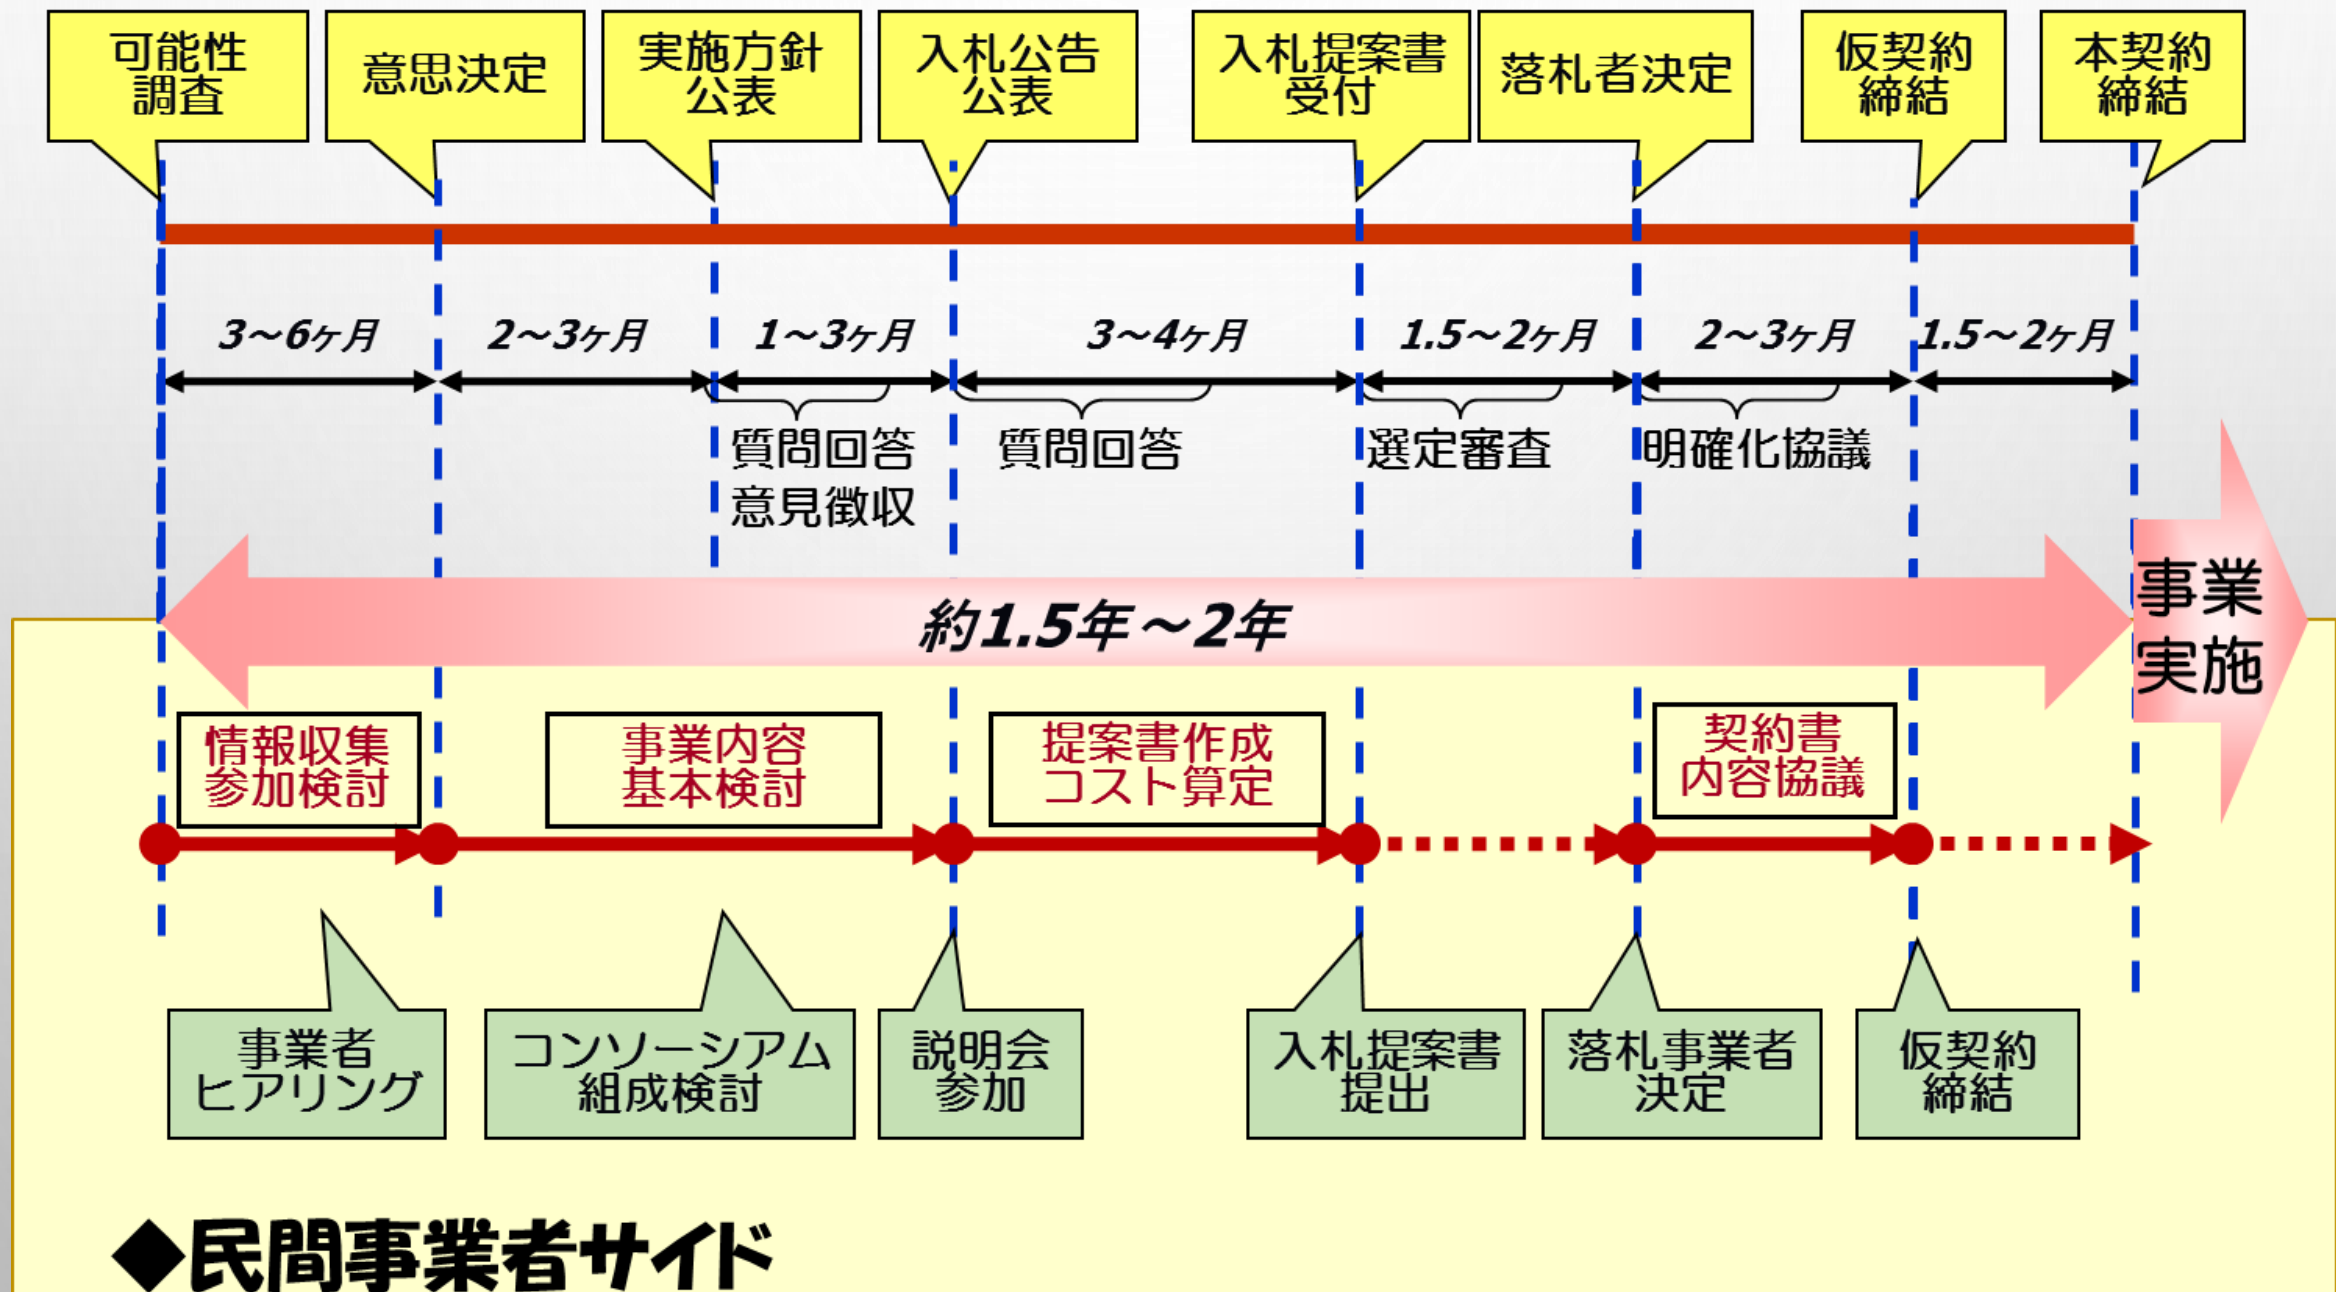 可能性
調査
意思決定
実施方針
公表
入札公告
公表
入札提案書
受付
落札者決定
仮契約
締結
本契約
締結
3～6ヶ月
2～3ヶ月
1～3ヶ月
3～4ヶ月
1.5～2ヶ月
2～3ヶ月
1.5～2ヶ月
質問回答
意見徴収
質問回答
選定審査
明確化協議
約1.5年～2年
事業
実施
情報収集
参加検討
事業内容
基本検討
提案書作成
コスト算定
契約書
内容協議
事業者
ヒアリング
コンソーシアム
組成検討
説明会
参加
入札提案書
提出
落札事業者
決定
仮契約
締結
◆民間事業者サイド